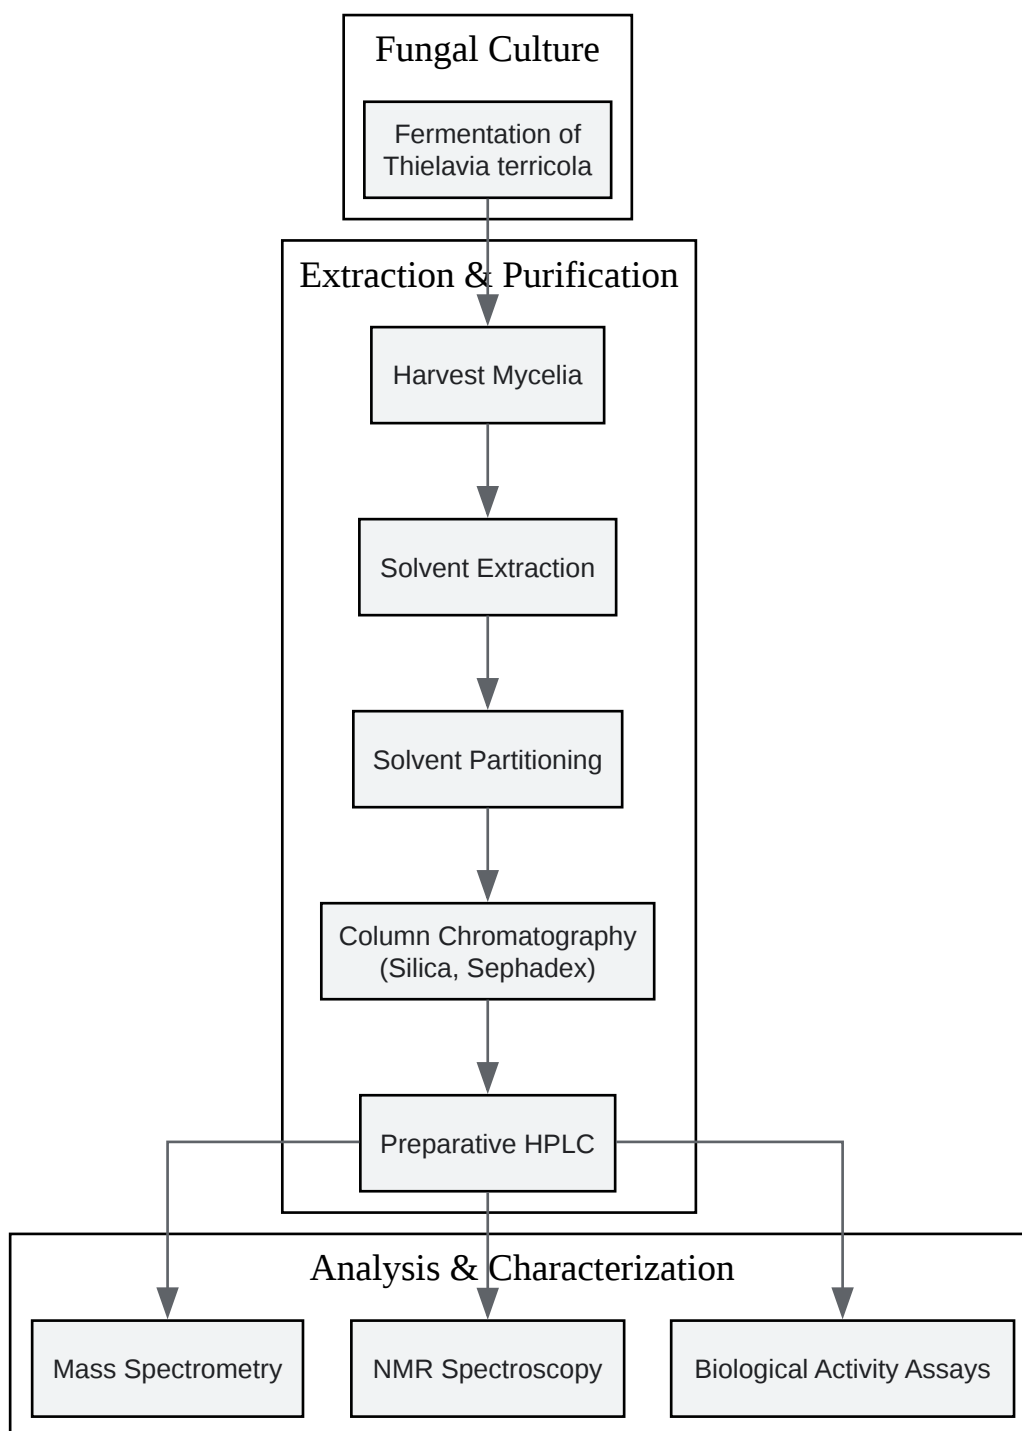 Fungal Culture
Fermentation of
Thielavia terricola
Extraction & Purification
Harvest Mycelia
Solvent Extraction
Solvent Partitioning
Column Chromatography
(Silica, Sephadex)
Preparative HPLC
Analysis & Characterization
Mass Spectrometry
NMR Spectroscopy
Biological Activity Assays